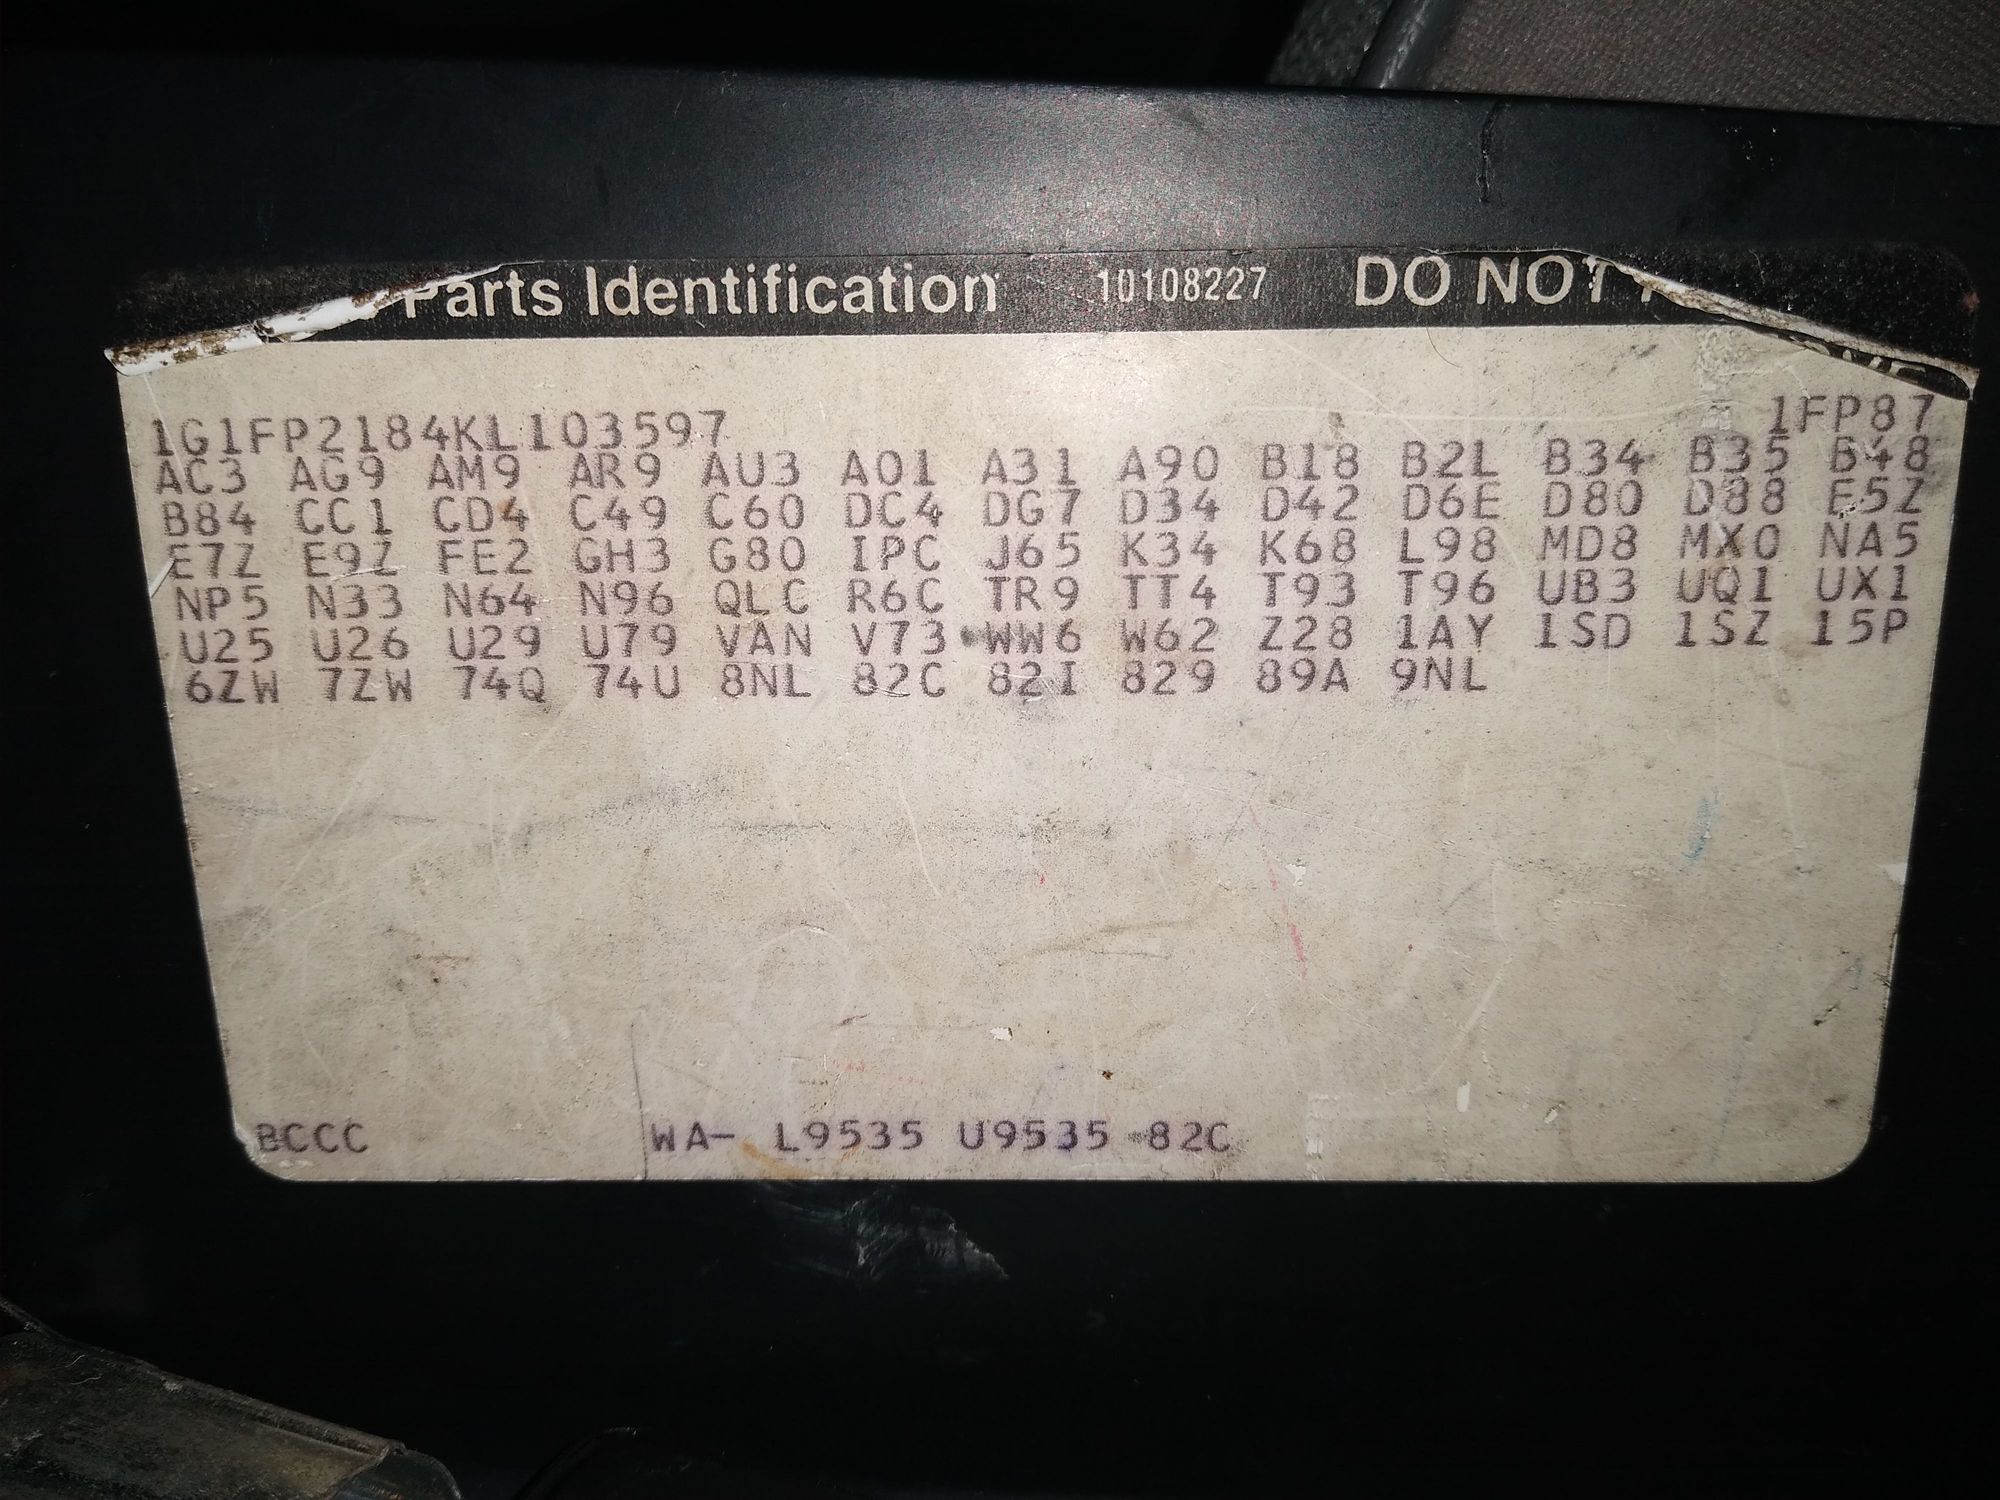 Parts Identification 10108227 DO NOT
1G1FP2184KL103597 1FP87
AC3 AG9 AM9 AR9 AU3 A01 A31 A90 B18 B2L B34 B35 B48
B84 CC1 CD4 C49 C60 DC4 DG7 D34 D42 D6E D80 D88 E5Z
E7Z E9Z FE2 GH3 G80 IPC J65 K34 K68 L98 MD8 MX0 NA5
NP5 N33 N64 N96 QLC R6C TR9 TT4 T93 T96 UB3 UQ1 UX1
U25 U26 U29 U79 VAN V73 WW6 W62 Z28 1AY 1SD 1SZ 15P
6ZW 7ZW 74Q 74U 8NL 82C 82I 829 89A 9NL
BCCC WA- L9535 U9535 82C